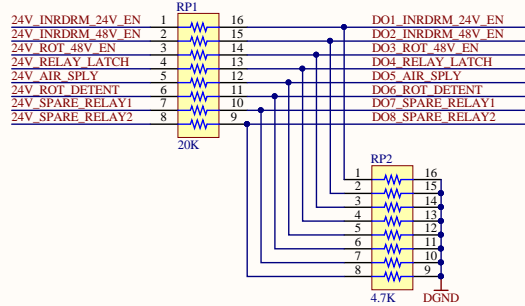 RP1
24V_INRDRM_24V_EN 1 16 DO1_INRDRM_24V_EN
24V_INRDRM_48V_EN 2 15 DO2_INRDRM_48V_EN
24V_ROT_48V_EN 3 14 DO3_ROT_48V_EN
24V_RELAY_LATCH 4 13 DO4_RELAY_LATCH
24V_AIR_SPLY 5 12 DO5_AIR_SPLY
24V_ROT_DETENT 6 11 DO6_ROT_DETENT
24V_SPARE_RELAY1 7 10 DO7_SPARE_RELAY1
24V_SPARE_RELAY2 8 9 DO8_SPARE_RELAY2
20K
RP2
1 16
2 15
3 14
4 13
5 12
6 11
7 10
8 9
4.7K DGND